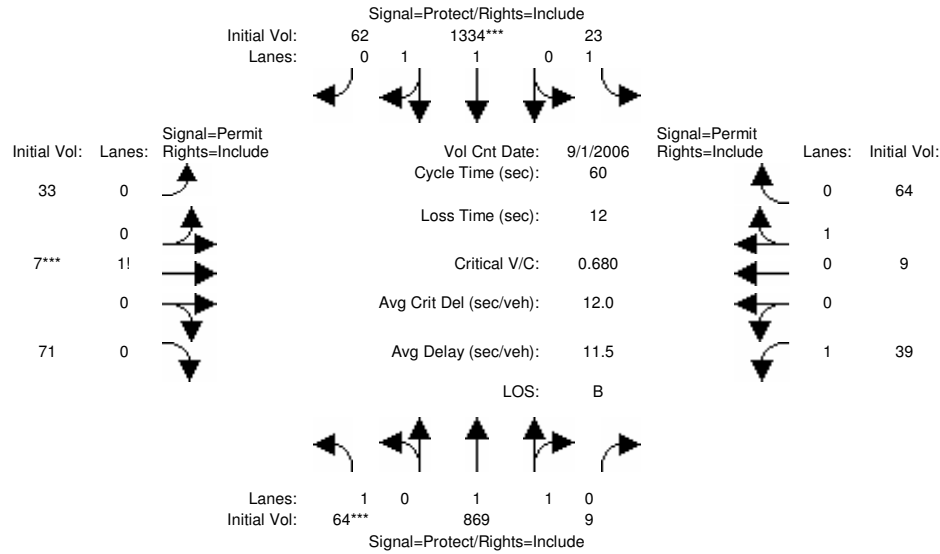 Signal=Protect/Rights=Include
Initial Vol: 62 1334*** 23
Lanes: 0 1 1 0 1
Signal=Permit
Initial Vol: Lanes: Rights=Include
Vol Cnt Date: 9/1/2006
Signal=Permit
Rights=Include Lanes: Initial Vol:
Cycle Time (sec): 60
33 0
0 64
Loss Time (sec): 12
0
1
7*** 1!
Critical V/C: 0.680
0 9
0
Avg Crit Del (sec/veh): 12.0
0
71 0
Avg Delay (sec/veh): 11.5
1 39
LOS: B
Lanes: 1 0 1 1 0
Initial Vol: 64*** 869 9
Signal=Protect/Rights=Include